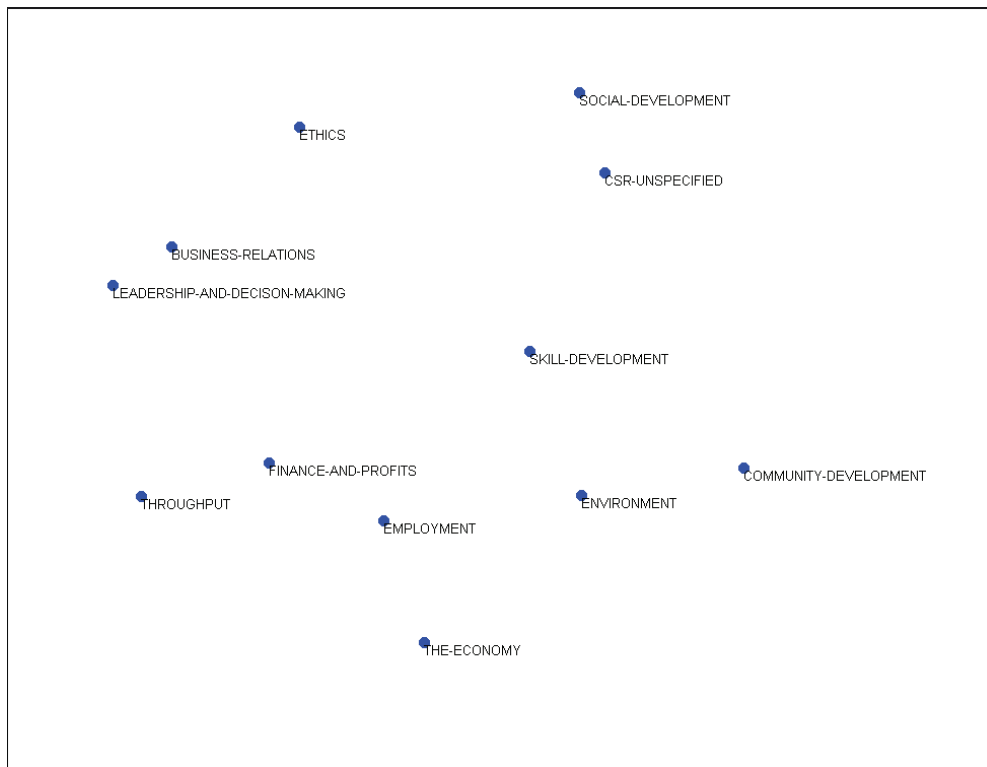 SOCIAL-DEVELOPMENT
ETHICS
CSR-UNSPECIFIED
BUSINESS-RELATIONS
LEADERSHIP-AND-DECISON-MAKING
SKILL-DEVELOPMENT
FINANCE-AND-PROFITS
COMMUNITY-DEVELOPMENT
THROUGHPUT
ENVIRONMENT
EMPLOYMENT
THE-ECONOMY